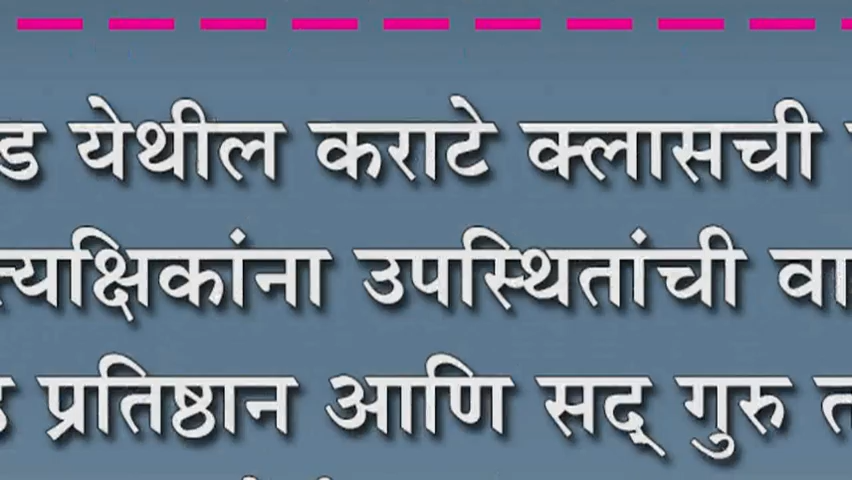 ड येथील कराटे क्लासची
त्यक्षिकांना उपस्थितांची वा
प्रतिष्ठान आणि सद् गुरु त